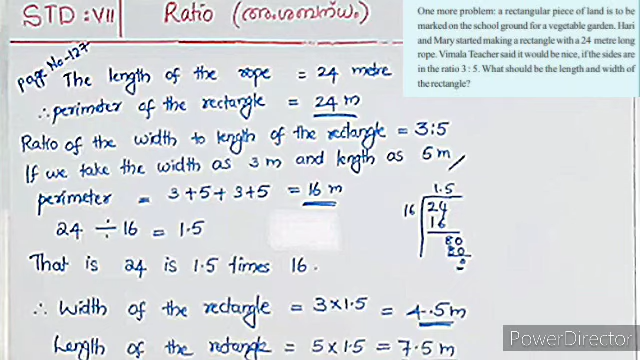 STD:VII Ratio (അംശബന്ധം).
One more problem: a rectangular piece of land is to be
marked on the school ground for a vegetable garden. Hari
and Mary started making a rectangle with a 24 metre long
rope. Vimala Teacher said it would be nice, if the sides are
in the ratio 3 : 5. What should be the length and width of
the rectangle?
page No-127
The length of the rope = 24 metre
∴ perimeter of the rectangle = 24 m
Ratio of the width to length of the rectangle = 3:5
If we take the width as 3 m and length as 5 m,
perimeter = 3+5+3+5 = 16 m
24 ÷ 16 = 1.5
1.5
16 24
16
80
80
0
That is 24 is 1.5 times 16.
∴ Width of the rectangle = 3×1.5 = 4.5 m
Length of the rectangle = 5×1.5 = 7.5 m
PowerDirector